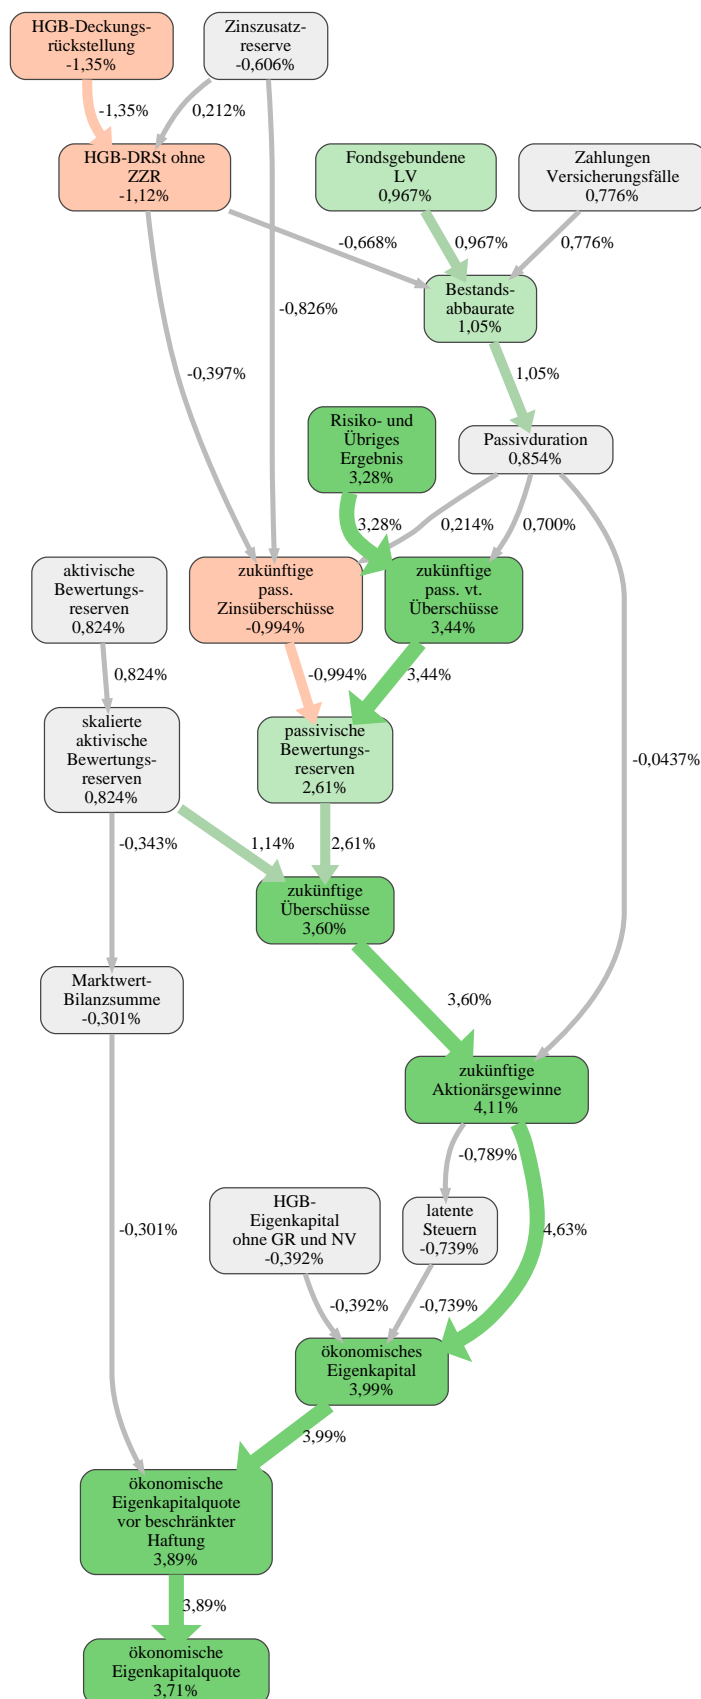 HGB-Deckungs-
rückstellung
-1,35%
Zinszusatz-
reserve
-0,606%
-1,35%
0,212%
HGB-DRSt ohne
ZZR
-1,12%
Fondsgebundene
LV
0,967%
Zahlungen
Versicherungsfälle
0,776%
-0,668%
0,967%
0,776%
Bestands-
abbaurate
1,05%
-0,826%
-0,397%
1,05%
Risiko- und
Übriges
Ergebnis
3,28%
Passivduration
0,854%
3,28%
0,214%
0,700%
aktivische
Bewertungs-
reserven
0,824%
zukünftige
pass.
Zinsüberschüsse
-0,994%
zukünftige
pass. vt.
Überschüsse
3,44%
0,824%
-0,994%
3,44%
skalierte
aktivische
Bewertungs-
reserven
0,824%
passivische
Bewertungs-
reserven
2,61%
-0,0437%
-0,343%
1,14%
2,61%
zukünftige
Überschüsse
3,60%
Marktwert-
Bilanzsumme
-0,301%
3,60%
zukünftige
Aktionärsgewinne
4,11%
-0,789%
HGB-
Eigenkapital
ohne GR und NV
-0,392%
latente
Steuern
-0,739%
-0,301%
4,63%
-0,392%
-0,739%
ökonomisches
Eigenkapital
3,99%
3,99%
ökonomische
Eigenkapitalquote
vor beschränkter
Haftung
3,89%
3,89%
ökonomische
Eigenkapitalquote
3,71%